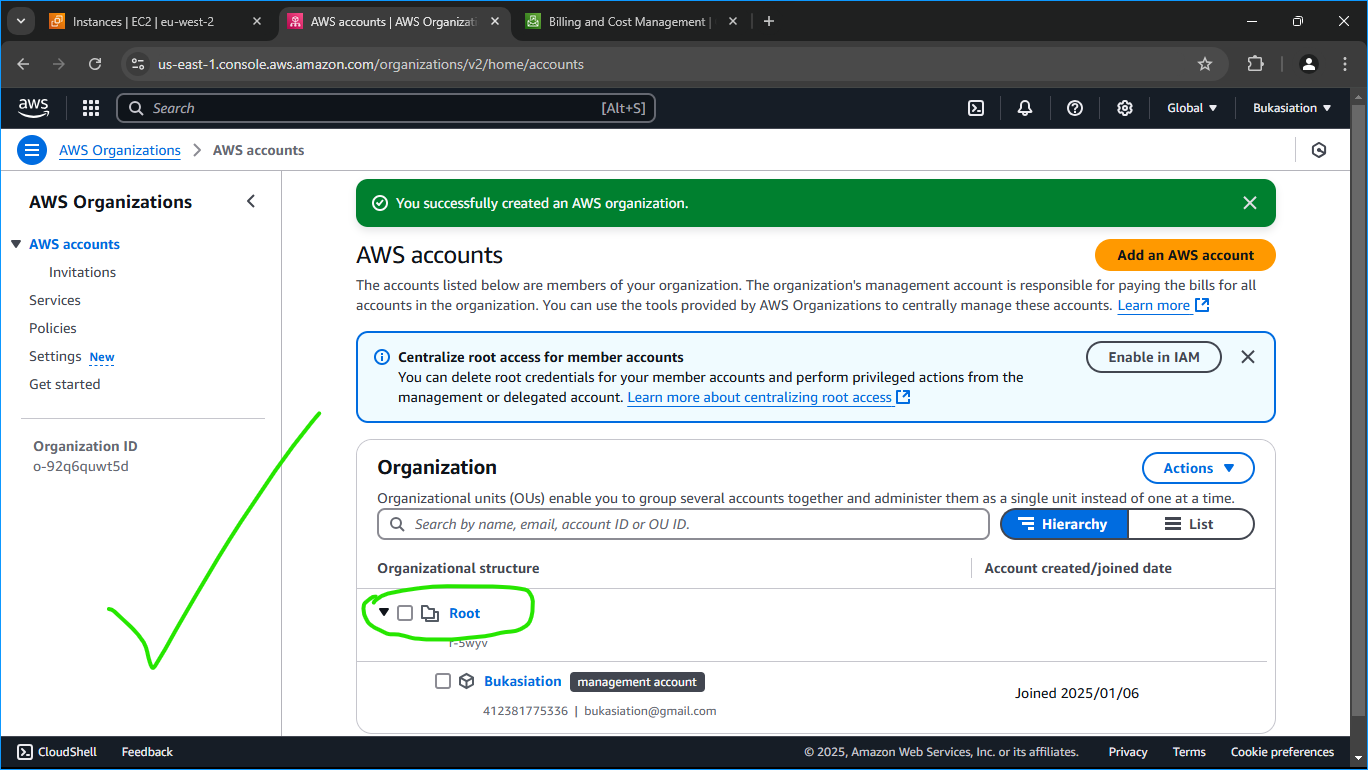 Instances | EC2 | eu-west-2
AWS accounts | AWS Organizati
Billing and Cost Management |
us-east-1.console.aws.amazon.com/organizations/v2/home/accounts
aws
Search
[Alt+S]
Global
Bukasiation
AWS Organizations
AWS accounts
AWS Organizations
AWS accounts
Invitations
Services
Policies
Settings New
Get started
Organization ID
o-92q6quwt5d
You successfully created an AWS organization.
AWS accounts
Add an AWS account
The accounts listed below are members of your organization. The organization's management account is responsible for paying the bills for all
accounts in the organization. You can use the tools provided by AWS Organizations to centrally manage these accounts. Learn more
Centralize root access for member accounts
You can delete root credentials for your member accounts and perform privileged actions from the
management or delegated account. Learn more about centralizing root access
Enable in IAM
Organization
Actions
Organizational units (OUs) enable you to group several accounts together and administer them as a single unit instead of one at a time.
Search by name, email, account ID or OU ID.
Hierarchy
List
Organizational structure
Account created/joined date
Root
r-5wyv
Bukasiation management account
412381775336 | bukasiation@gmail.com
Joined 2025/01/06
CloudShell
Feedback
© 2025, Amazon Web Services, Inc. or its affiliates.
Privacy
Terms
Cookie preferences